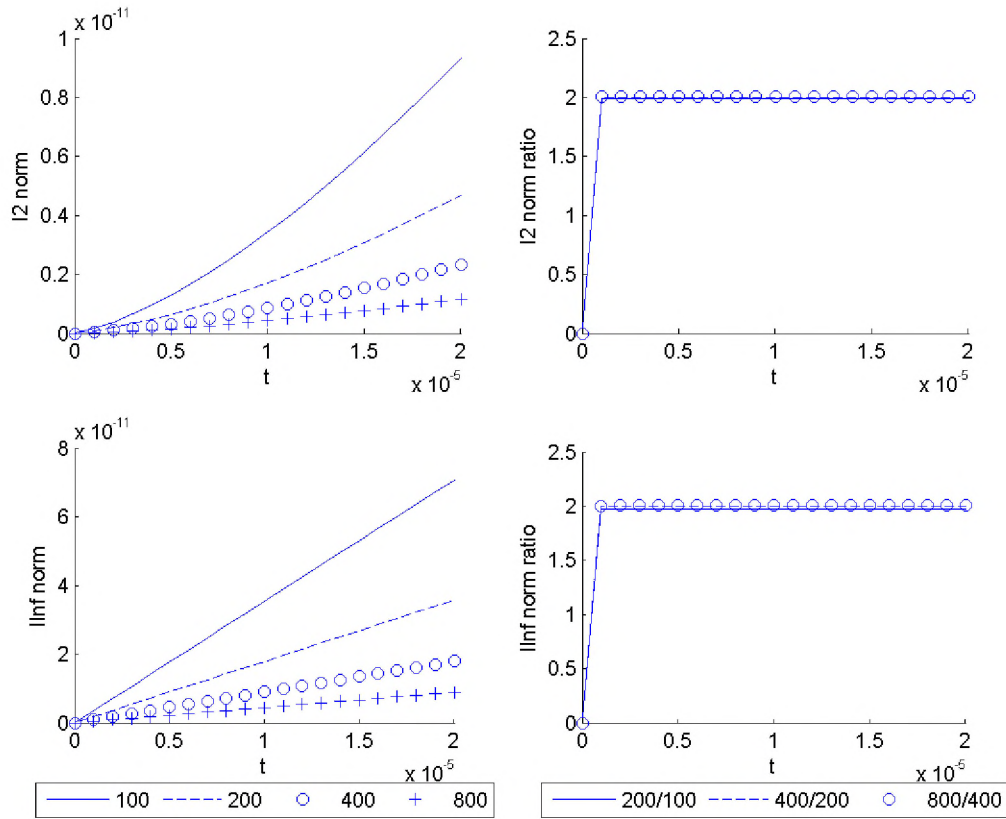 x 10^-11
1
0.8
0.6
0.4
0.2
0
l2 norm
0 0.5 1 1.5 2
t
x 10^-5
2.5
2
1.5
1
0.5
0
l2 norm ratio
0 0.5 1 1.5 2
t
x 10^-5
x 10^-11
8
6
4
2
0
lInf norm
0 0.5 1 1.5 2
t
x 10^-5
2.5
2
1.5
1
0.5
0
lInf norm ratio
0 0.5 1 1.5 2
t
x 10^-5
100 200 400 800
200/100 400/200 800/400